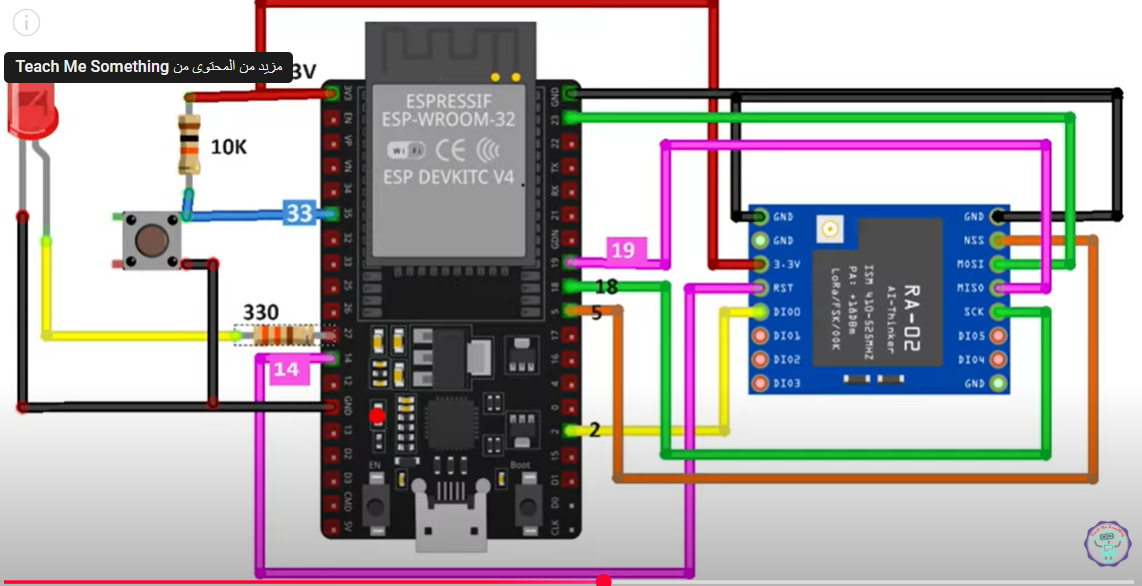 Teach Me Something مزيد من المحتوى من
3V
10K
33
330
14
3V3
EN
VP
VN
34
35
32
33
25
26
27
14
12
GND
13
D2
D3
CMD
5V
ESPRESSIF
ESP-WROOM-32
Wi Fi CE
ESP DEVKITC V4
EN
Boot
GND
23
22
TX
RX
21
GDN
19
18
5
17
16
4
0
2
15
D1
D0
CLK
19
18
5
2
GND
GND
3.3V
RST
DIO0
DIO1
DIO2
DIO3
RA-02
AI-Thinker
ISM 410-525MHZ
PA: +18dBm
LoRa/FSK/OOK
GND
NSS
MOSI
MISO
SCK
DIO5
DIO4
GND